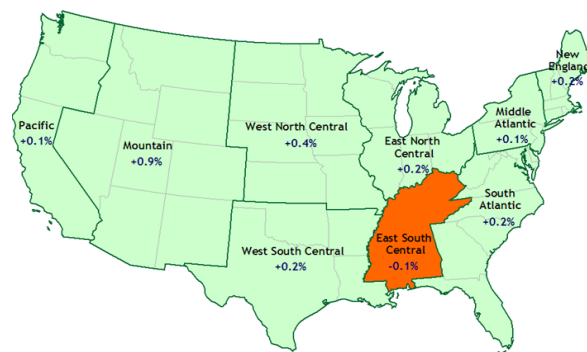 New
England
+0.2%
Middle
Atlantic
+0.1%
Pacific
+0.1%
Mountain
+0.9%
West North Central
+0.4%
East North
Central
+0.2%
South
Atlantic
+0.2%
East South
Central
-0.1%
West South Central
+0.2%